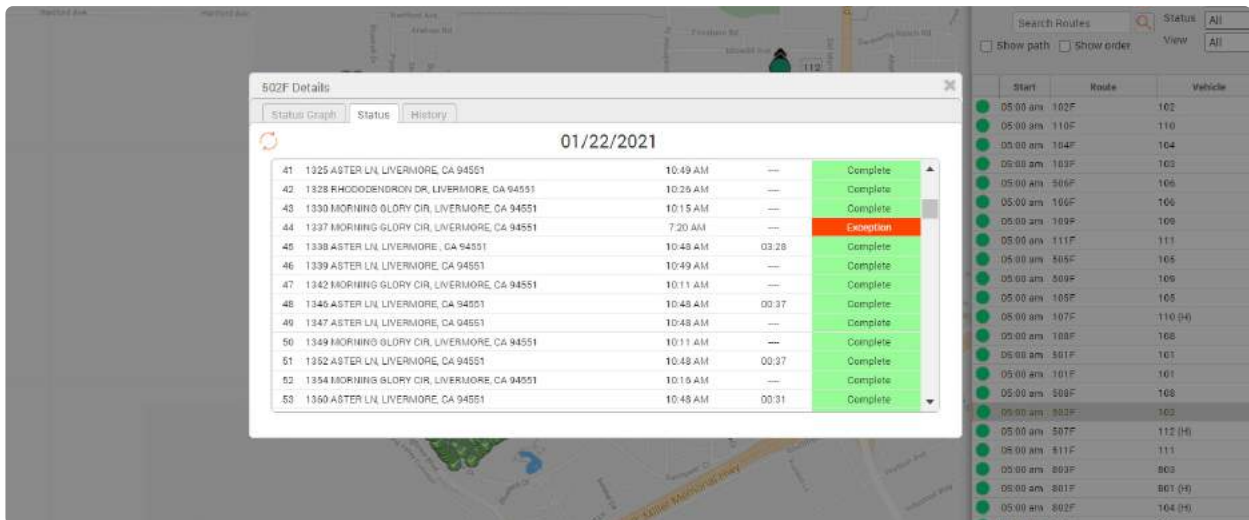 Hartford Ave
Hartford Ave
Hartford Ave
Search Routes
Status All
Show path Show order
View All
112
502F Details
Status Graph Status History
01/22/2021
41 1325 ASTER LN, LIVERMORE, CA 94551 10:49 AM ---- Complete
42 1328 RHODODENDRON DR, LIVERMORE, CA 94551 10:26 AM ---- Complete
43 1330 MORNING GLORY CIR, LIVERMORE, CA 94551 10:15 AM ---- Complete
44 1337 MORNING GLORY CIR, LIVERMORE, CA 94551 7:20 AM ---- Exception
45 1338 ASTER LN, LIVERMORE , CA 94551 10:48 AM 03:28 Complete
46 1339 ASTER LN, LIVERMORE, CA 94551 10:49 AM ---- Complete
47 1342 MORNING GLORY CIR, LIVERMORE, CA 94551 10:11 AM ---- Complete
48 1346 ASTER LN, LIVERMORE, CA 94551 10:48 AM 00:37 Complete
49 1347 ASTER LN, LIVERMORE, CA 94551 10:48 AM ---- Complete
50 1349 MORNING GLORY CIR, LIVERMORE, CA 94551 10:11 AM ---- Complete
51 1352 ASTER LN, LIVERMORE, CA 94551 10:48 AM 00:37 Complete
52 1354 MORNING GLORY CIR, LIVERMORE, CA 94551 10:16 AM ---- Complete
53 1360 ASTER LN, LIVERMORE, CA 94551 10:48 AM 00:31 Complete
Start Route Vehicle
05:00 am 102F 102
05:00 am 110F 110
05:00 am 104F 104
05:00 am 103F 103
05:00 am 506F 106
05:00 am 106F 106
05:00 am 109F 109
05:00 am 111F 111
05:00 am 505F 105
05:00 am 509F 109
05:00 am 105F 105
05:00 am 107F 110 (H)
05:00 am 108F 108
05:00 am 501F 101
05:00 am 101F 101
05:00 am 508F 108
05:00 am 502F 102
05:00 am 507F 112 (H)
05:00 am 511F 111
05:00 am 803F 803
05:00 am 801F 801 (H)
05:00 am 802F 104 (H)
Miller Memorial Hwy